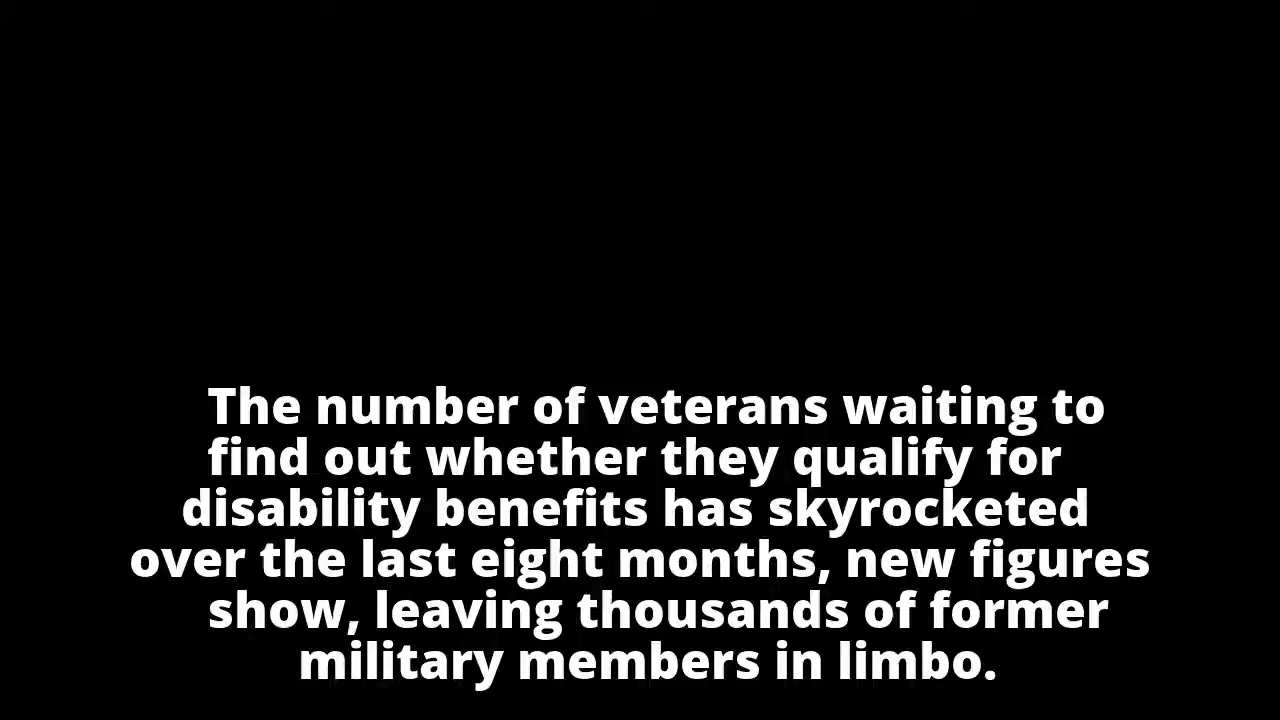 The number of veterans waiting to
find out whether they qualify for
disability benefits has skyrocketed
over the last eight months, new figures
show, leaving thousands of former
military members in limbo.